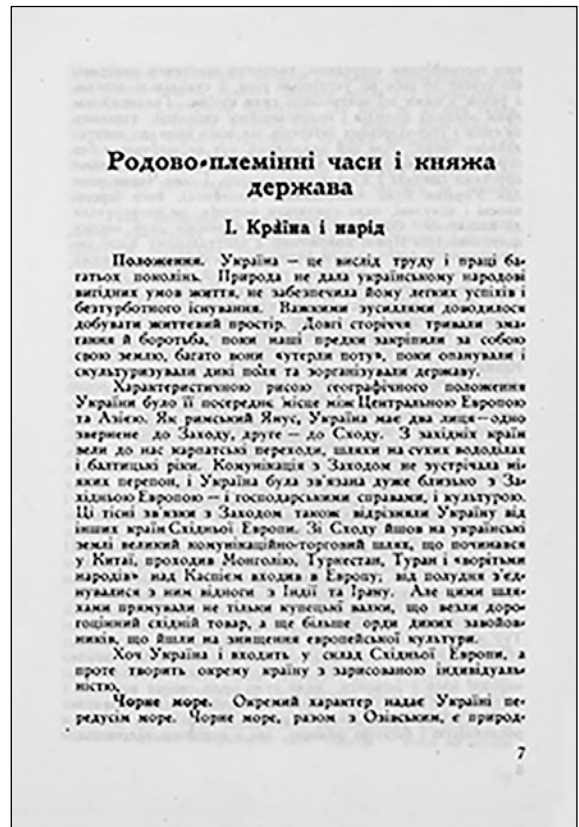 Родово-племінні часи і княжа
держава
І. Країна і нарід
Положення. Україна — це вислід труду і праці ба-
гатьох поколінь. Природа не дала українському народові
вигідних умов життя, не забезпечила йому легких успіхів і
безтурботного існування. Важкими зусиллями доводилося
добувати життєвий простір. Довгі сторіччя тривали зма-
гання й боротьба, поки наші предки закріпили за собою
свою землю, багато вони «утерли поту», поки опанували і
скультуризували дикі поля та зорганізували державу.
Характеристичною рисою географічного положення
України було її посереднє місце між Центральною Европою
та Азією. Як римський Янус, Україна має два лиця — одно
звернене до Заходу, друге — до Сходу. З західніх країн
вели до нас карпатські переходи, шляхи на сухих вододілах
і балтицькі ріки. Комунікація з Заходом не зустрічала ні-
яких перепон, і Україна була зв'язана дуже близько з За-
хідньою Европою — і господарськими справами, і культурою.
Ці тісні зв'язки з Заходом також відрізняли Україну від
інших країн Східньої Европи. Зі Сходу йшов на українські
землі великий комунікаційно-торговий шлях, що починався
у Китаї, проходив Монголію, Туркестан, Туран і «ворітьми
народів» над Каспієм входив в Европу; від полудня з'єд-
нувалися з ним відноги з Індії та Ірану. Але цими шля-
хами прямували не тільки купецькі валки, що везли доро-
гоцінний східній товар, а ще більше орди диких завойов-
ників, що йшли на знищення европейської культури.
Хоч Україна і входить у склад Східньої Европи, а
проте творить окрему країну з зарисованою індивідуаль-
ністю.
Чорне море. Окремий характер надає Україні пе-
редусім море. Чорне море, разом з Озівським, є природ-
7